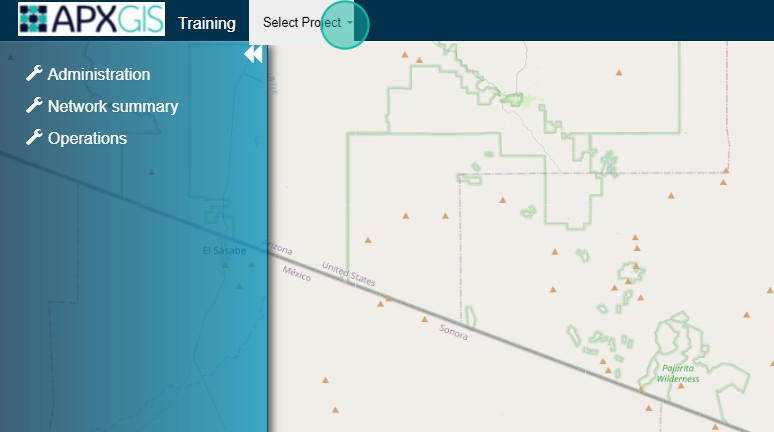 APXGIS
Training
Select Project
Administration
Network summary
Operations
El Sásabe
Arizona
United States
México
Sonora
Pajarita
Wilderness